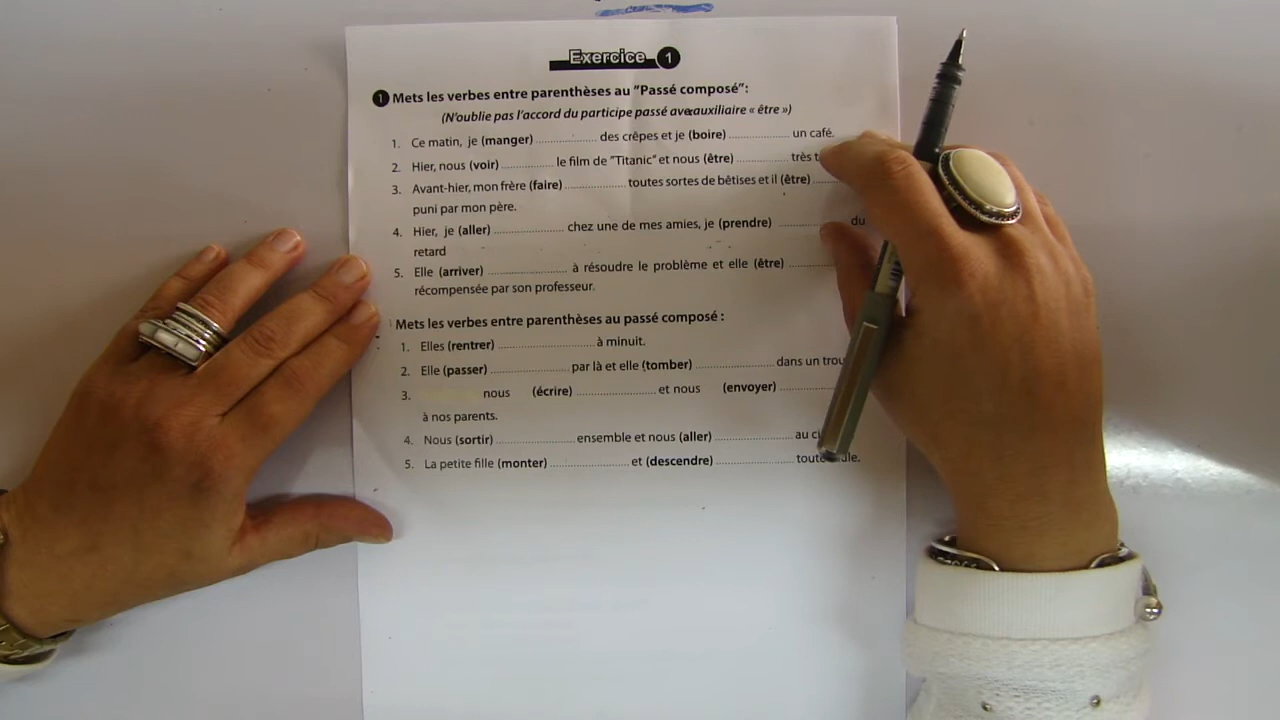 Exercice 1
1 Mets les verbes entre parenthèses au "Passé composé":
(N'oublie pas l'accord du participe passé avec auxiliaire « être »)
1. Ce matin, je (manger) ................ des crêpes et je (boire) ................ un café.
2. Hier, nous (voir) .............. le film de "Titanic" et nous (être) .............. très
3. Avant-hier, mon frère (faire) ................ toutes sortes de bêtises et il (être) .......
puni par mon père.
4. Hier, je (aller) .................. chez une de mes amies, je (prendre) .................. du
retard
5. Elle (arriver) .................... à résoudre le problème et elle (être) ............
récompensée par son professeur.
Mets les verbes entre parenthèses au passé composé :
1. Elles (rentrer) ......................... à minuit.
2. Elle (passer) .................... par là et elle (tomber) .................... dans un trou
3. nous (écrire) .................... et nous (envoyer) ..............
à nos parents.
4. Nous (sortir) .................... ensemble et nous (aller) .................... au
5. La petite fille (monter) .................... et (descendre) .................... toute